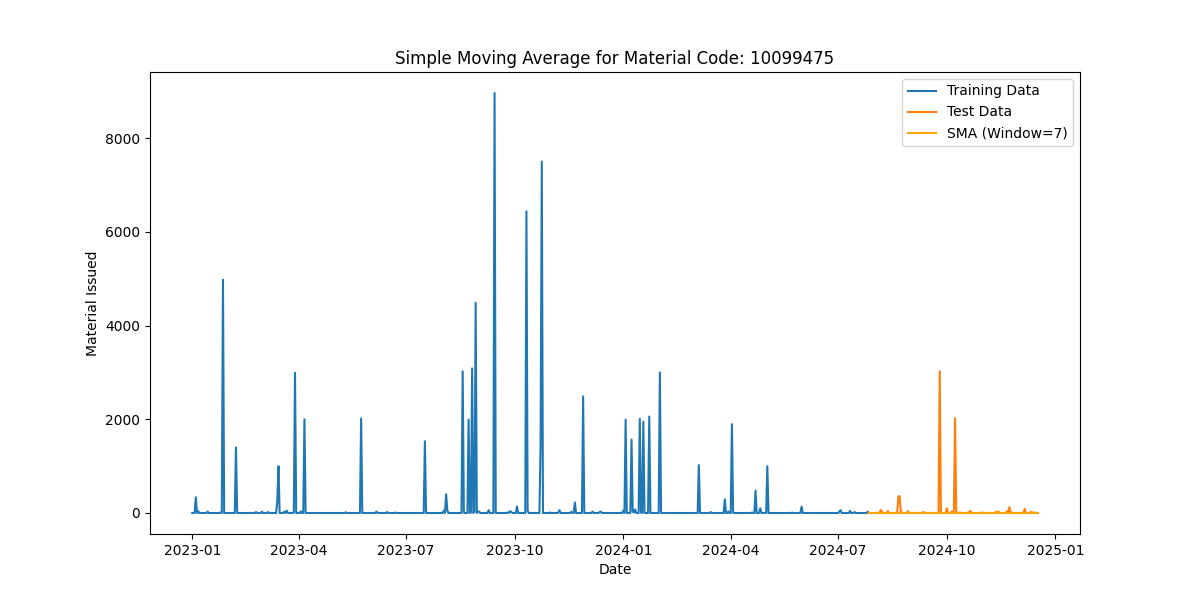 Simple Moving Average for Material Code: 10099475
Training Data
Test Data
SMA (Window=7)
Material Issued
8000
6000
4000
2000
0
2023-01 2023-04 2023-07 2023-10 2024-01 2024-04 2024-07 2024-10 2025-01
Date